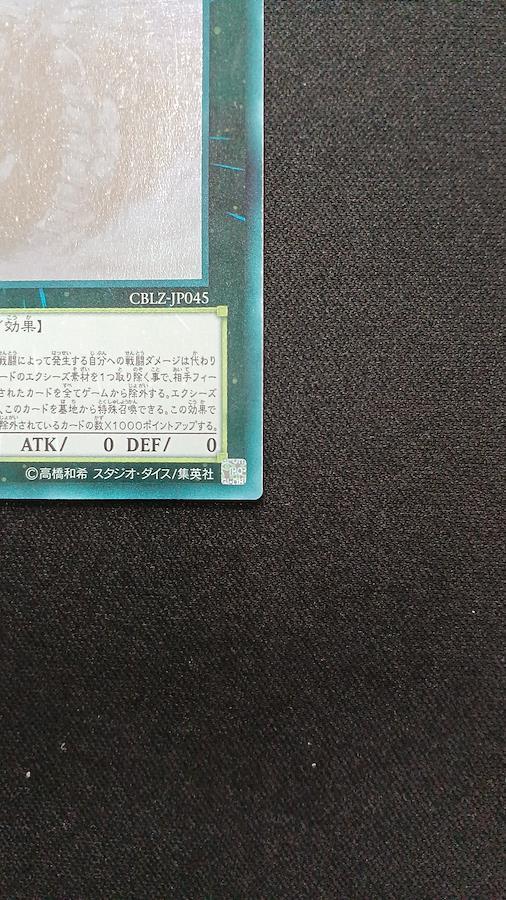 CBLZ-JP045
効果】
戦闘によって発生する自分への戦闘ダメージは代わり
ードのエクシーズ素材を1つ取り除く事で、相手フィー
されたカードを全てゲームから除外する。エクシーズ
、このカードを墓地から特殊召喚できる。この効果で
除外されているカードの数×1000ポイントアップする。
ATK/ 0 DEF/ 0
©高橋和希 スタジオ・ダイス/集英社